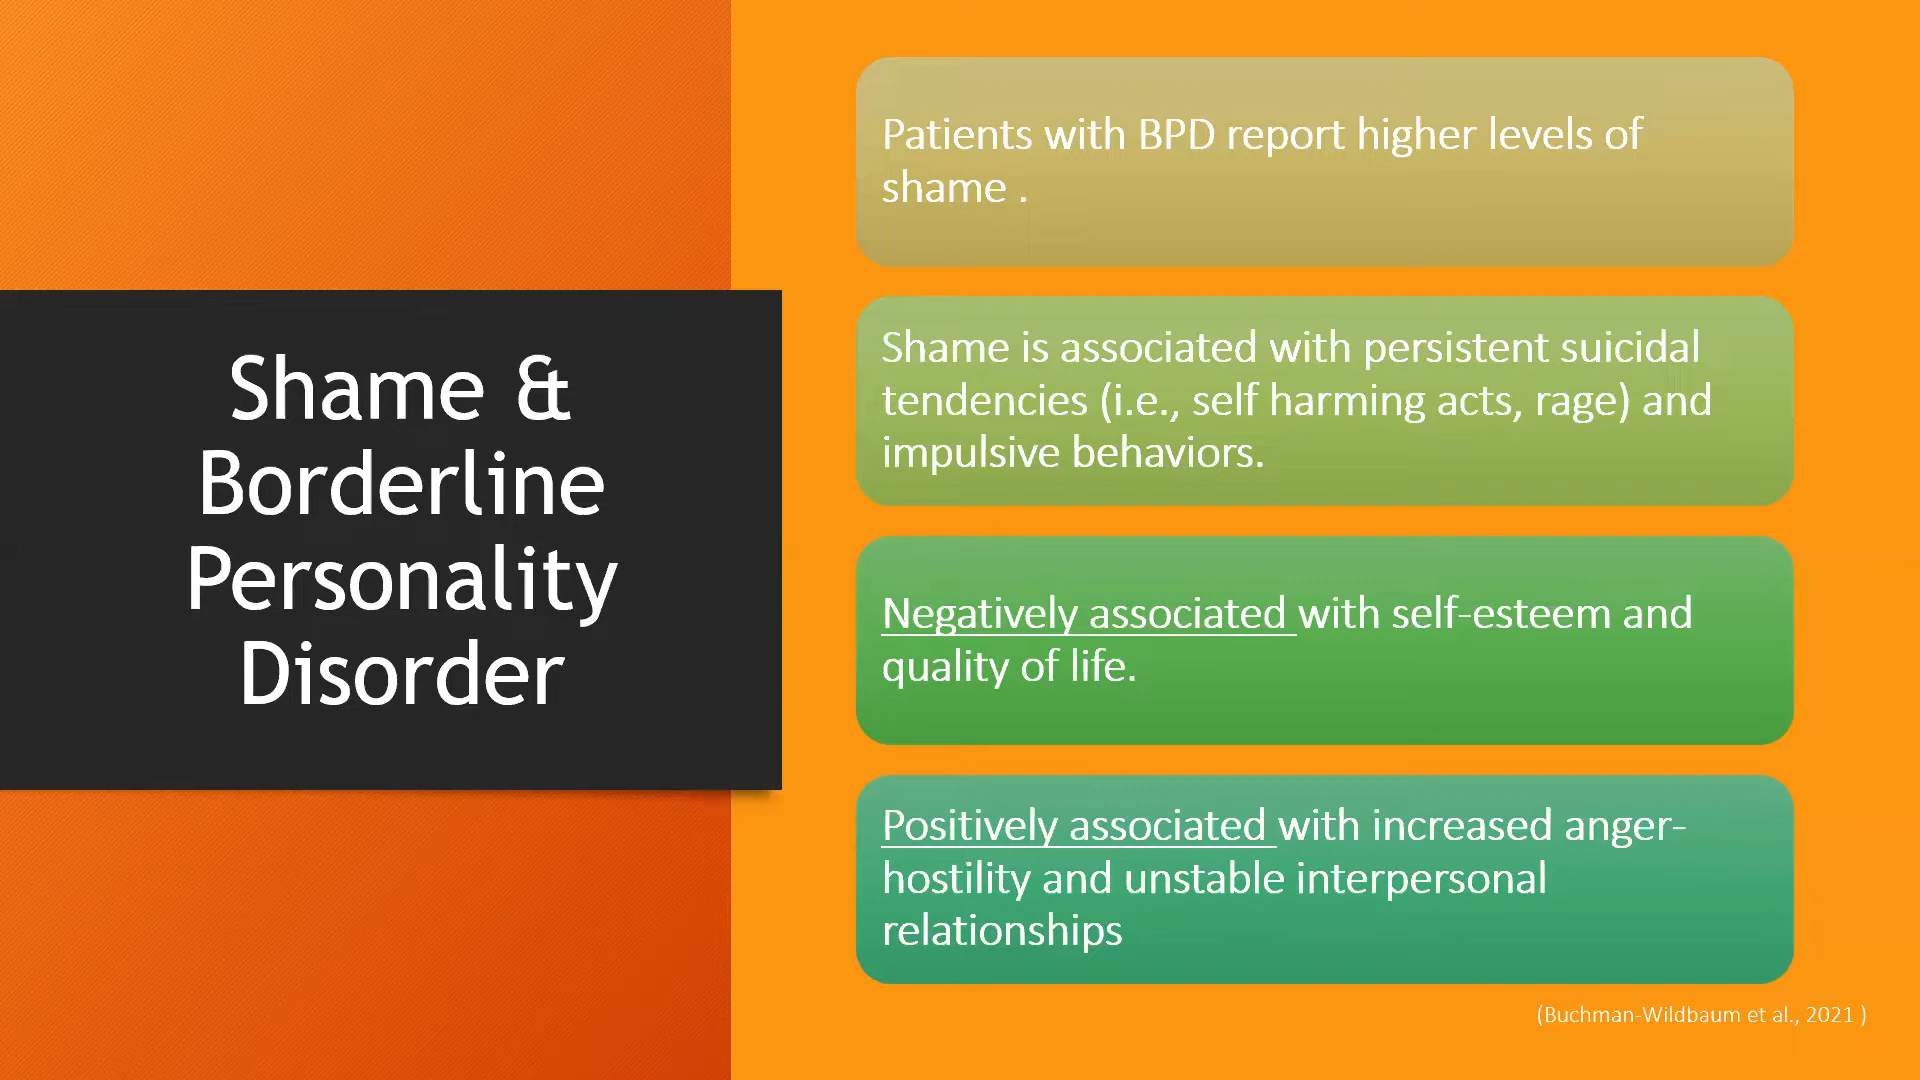 Shame &
Borderline
Personality
Disorder
Patients with BPD report higher levels of
shame .
Shame is associated with persistent suicidal
tendencies (i.e., self harming acts, rage) and
impulsive behaviors.
Negatively associated with self-esteem and
quality of life.
Positively associated with increased anger-
hostility and unstable interpersonal
relationships
(Buchman-Wildbaum et al., 2021 )